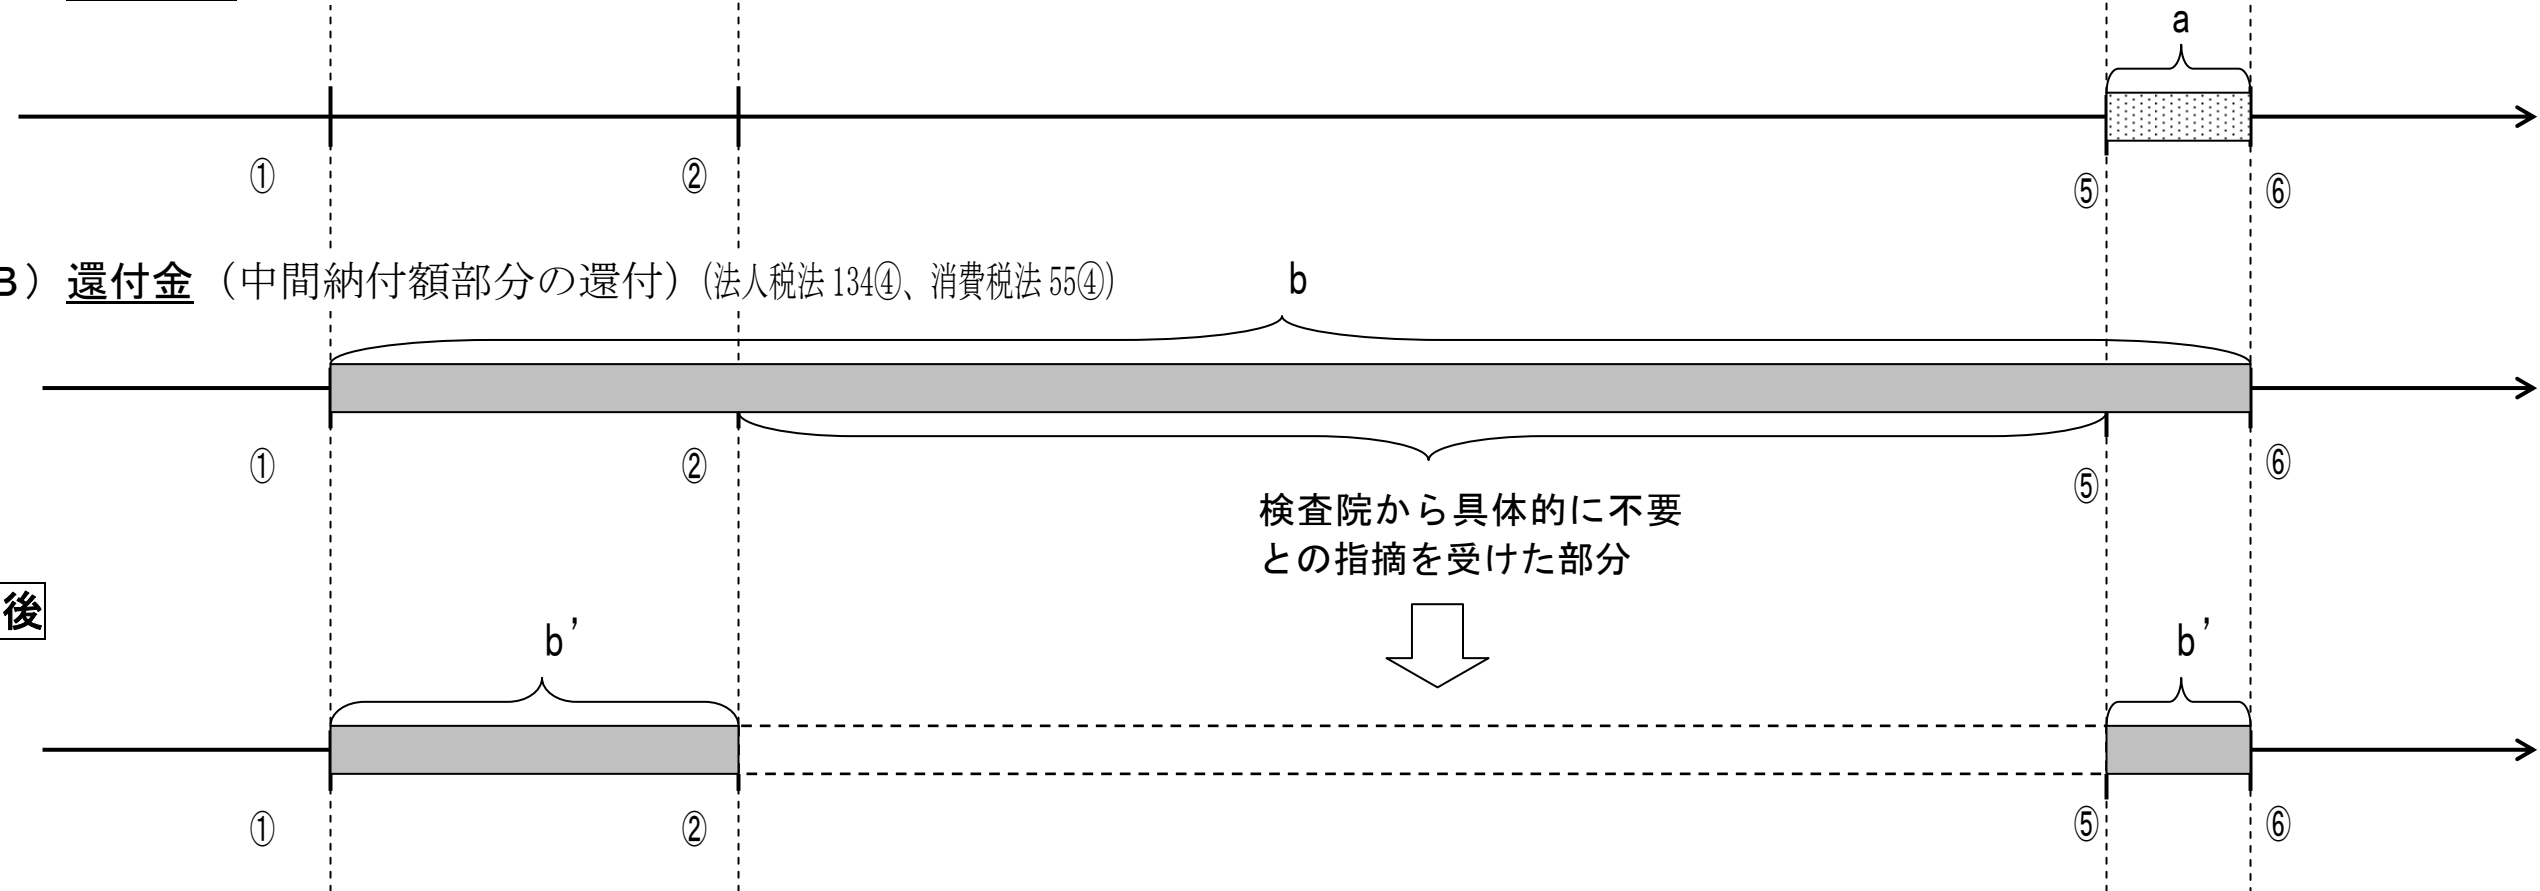 a
① ② ⑤ ⑥
B）還付金（中間納付額部分の還付）(法人税法134④、消費税法55④)
b
① ② ⑤ ⑥
検査院から具体的に不要
との指摘を受けた部分
後
b’ b’
① ② ⑤ ⑥